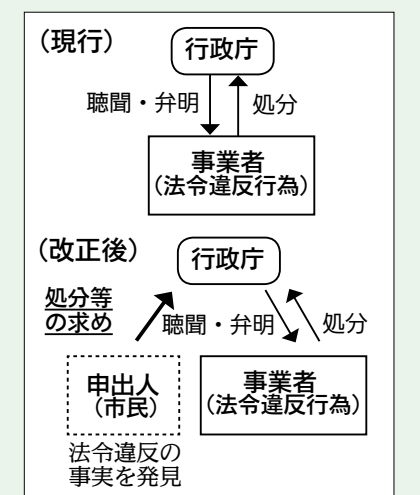 （現行）
行政庁
聴聞・弁明
処分
事業者
（法令違反行為）
（改正後）
行政庁
処分等
の求め
聴聞・弁明
処分
申出人
（市民）
事業者
（法令違反行為）
法令違反の
事実を発見